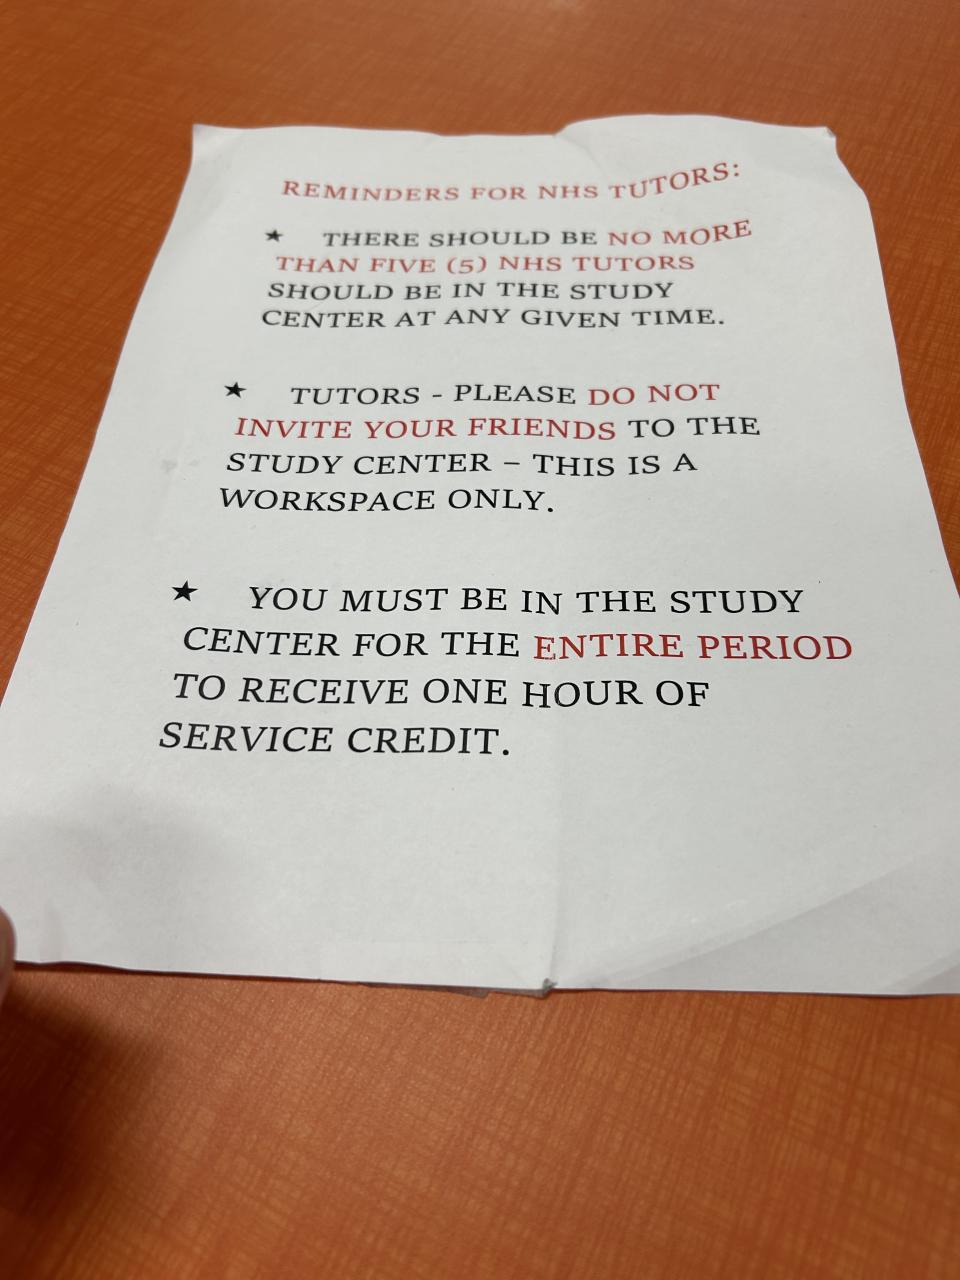 REMINDERS FOR NHS TUTORS:
★ THERE SHOULD BE NO MORE
THAN FIVE (5) NHS TUTORS
SHOULD BE IN THE STUDY
CENTER AT ANY GIVEN TIME.
★ TUTORS - PLEASE DO NOT
INVITE YOUR FRIENDS TO THE
STUDY CENTER – THIS IS A
WORKSPACE ONLY.
★ YOU MUST BE IN THE STUDY
CENTER FOR THE ENTIRE PERIOD
TO RECEIVE ONE HOUR OF
SERVICE CREDIT.